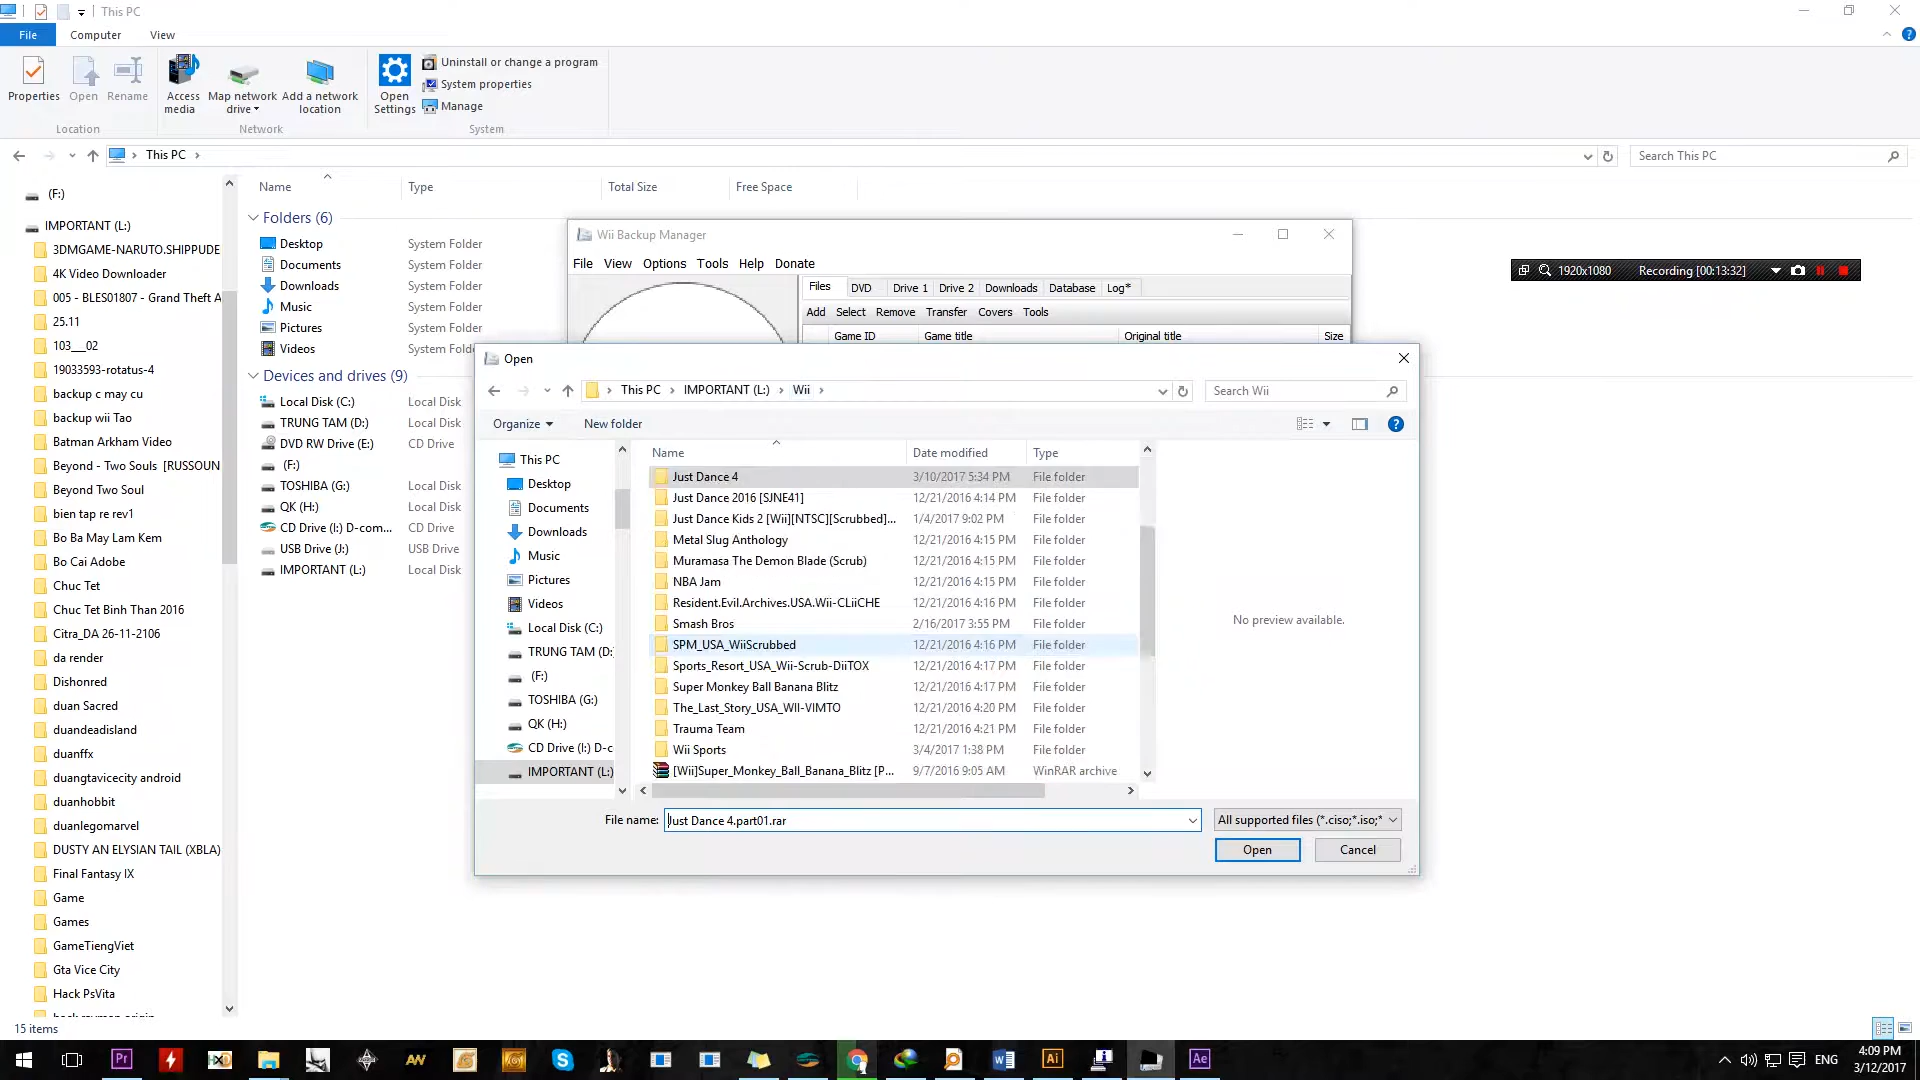 This PC
File
Computer
View
Properties
Open
Rename
Access media
Map network drive
Add a network location
Open Settings
Uninstall or change a program
System properties
Manage
Location
Network
System
This PC
Search This PC
(F:)
IMPORTANT (L:)
3DMGAME-NARUTO.SHIPPUDE
4K Video Downloader
005 - BLES01807 - Grand Theft A
25.11
103___02
19033593-rotatus-4
backup c may cu
backup wii Tao
Batman Arkham Video
Beyond - Two Souls [RUSSOUN
Beyond Two Soul
bien tap re rev1
Bo Ba May Lam Kem
Bo Cai Adobe
Chuc Tet
Chuc Tet Binh Than 2016
Citra_DA 26-11-2106
da render
Dishonred
duan Sacred
duandeadisland
duanffx
duangtavicecity android
duanhobbit
duanlegomarvel
DUSTY AN ELYSIAN TAIL (XBLA)
Final Fantasy IX
Game
Games
GameTiengViet
Gta Vice City
Hack PsVita
Name Type Total Size Free Space
Folders (6)
Desktop System Folder
Documents System Folder
Downloads System Folder
Music System Folder
Pictures System Folder
Videos System Folde
Devices and drives (9)
Local Disk (C:) Local Disk
TRUNG TAM (D:) Local Disk
DVD RW Drive (E:) CD Drive
(F:) Local Disk
TOSHIBA (G:) Local Disk
QK (H:) Local Disk
CD Drive (I:) D-com... CD Drive
USB Drive (J:) USB Drive
IMPORTANT (L:) Local Disk
Wii Backup Manager
File View Options Tools Help Donate
Files DVD Drive 1 Drive 2 Downloads Database Log*
Add Select Remove Transfer Covers Tools
Game ID Game title Original title Size
1920x1080 Recording [00:13:32]
Open
This PC IMPORTANT (L:) Wii
Search Wii
Organize New folder
This PC
Desktop
Documents
Downloads
Music
Pictures
Videos
Local Disk (C:)
TRUNG TAM (D:
(F:)
TOSHIBA (G:)
QK (H:)
CD Drive (I:) D-c
IMPORTANT (L:)
Name Date modified Type
Just Dance 4 3/10/2017 5:34 PM File folder
Just Dance 2016 [SJNE41] 12/21/2016 4:14 PM File folder
Just Dance Kids 2 [Wii][NTSC][Scrubbed]... 1/4/2017 9:02 PM File folder
Metal Slug Anthology 12/21/2016 4:15 PM File folder
Muramasa The Demon Blade (Scrub) 12/21/2016 4:15 PM File folder
NBA Jam 12/21/2016 4:15 PM File folder
Resident.Evil.Archives.USA.Wii-CLiiCHE 12/21/2016 4:16 PM File folder
Smash Bros 2/16/2017 3:55 PM File folder
SPM_USA_WiiScrubbed 12/21/2016 4:16 PM File folder
Sports_Resort_USA_Wii-Scrub-DiiTOX 12/21/2016 4:17 PM File folder
Super Monkey Ball Banana Blitz 12/21/2016 4:17 PM File folder
The_Last_Story_USA_WII-VIMTO 12/21/2016 4:20 PM File folder
Trauma Team 12/21/2016 4:21 PM File folder
Wii Sports 3/4/2017 1:38 PM File folder
[Wii]Super_Monkey_Ball_Banana_Blitz [P... 9/7/2016 9:05 AM WinRAR archive
No preview available.
File name: Just Dance 4.part01.rar
All supported files (*.ciso;*.iso;*
Open Cancel
15 items
Pr
AW
Ai
Ae
ENG
4:09 PM
3/12/2017